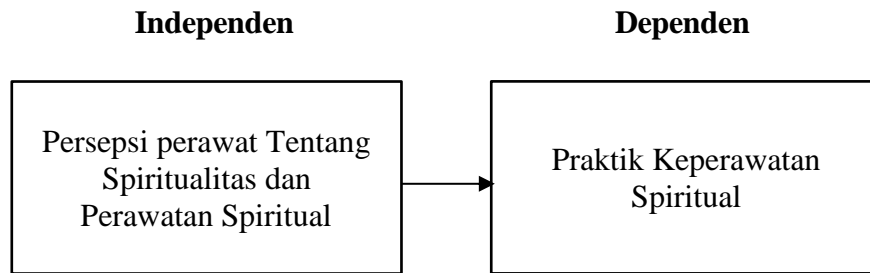 Independen
Dependen
Persepsi perawat Tentang
Spiritualitas dan
Perawatan Spiritual
Praktik Keperawatan
Spiritual